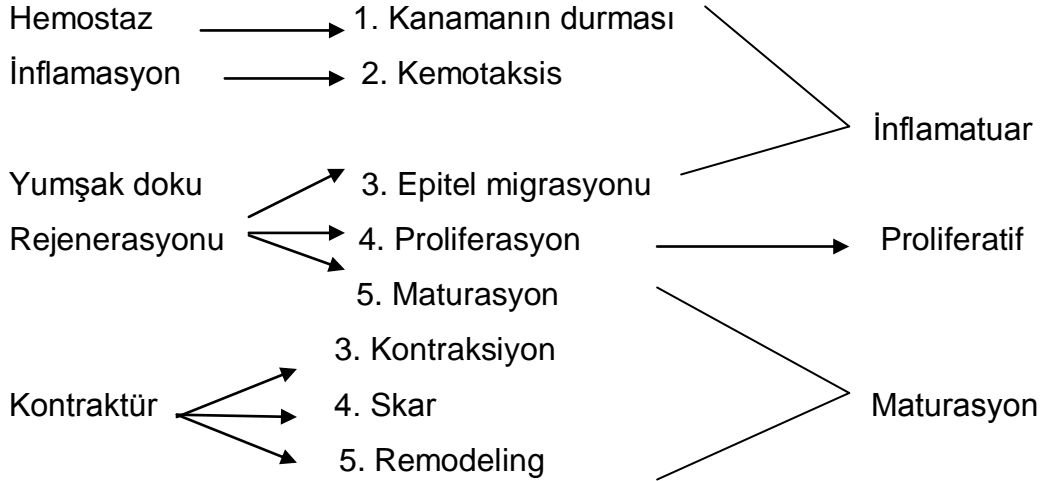 Hemostaz 1. Kanamanın durması
İnflamasyon 2. Kemotaksis
İnflamatuar
Yumşak doku 3. Epitel migrasyonu
Rejenerasyonu 4. Proliferasyon Proliferatif
5. Maturasyon
3. Kontraksiyon
Kontraktür 4. Skar Maturasyon
5. Remodeling